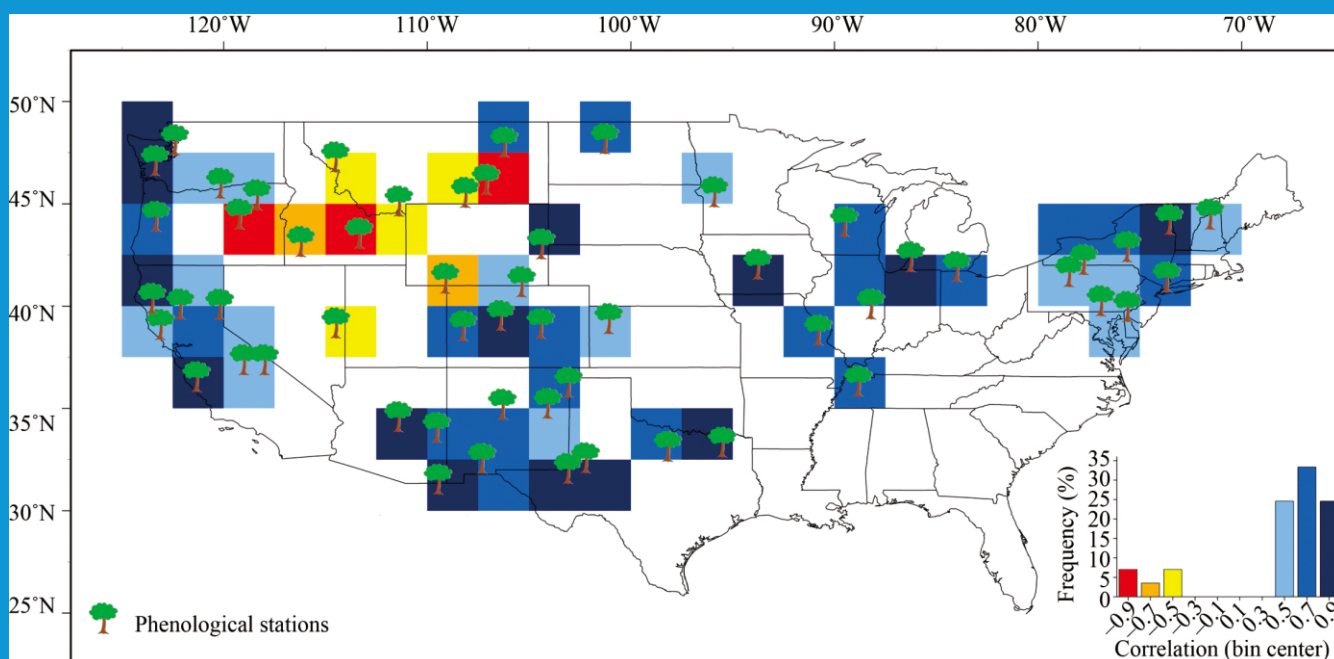 120°W 110°W 100°W 90°W 80°W 70°W
50°N
45°N
40°N
35°N
30°N
25°N
Phenological stations
Frequency (%)
35
30
25
20
15
10
5
0
−0.9 −0.7 −0.5 −0.3 −0.1 0.1 0.3 0.5 0.7 0.9
Correlation (bin center)